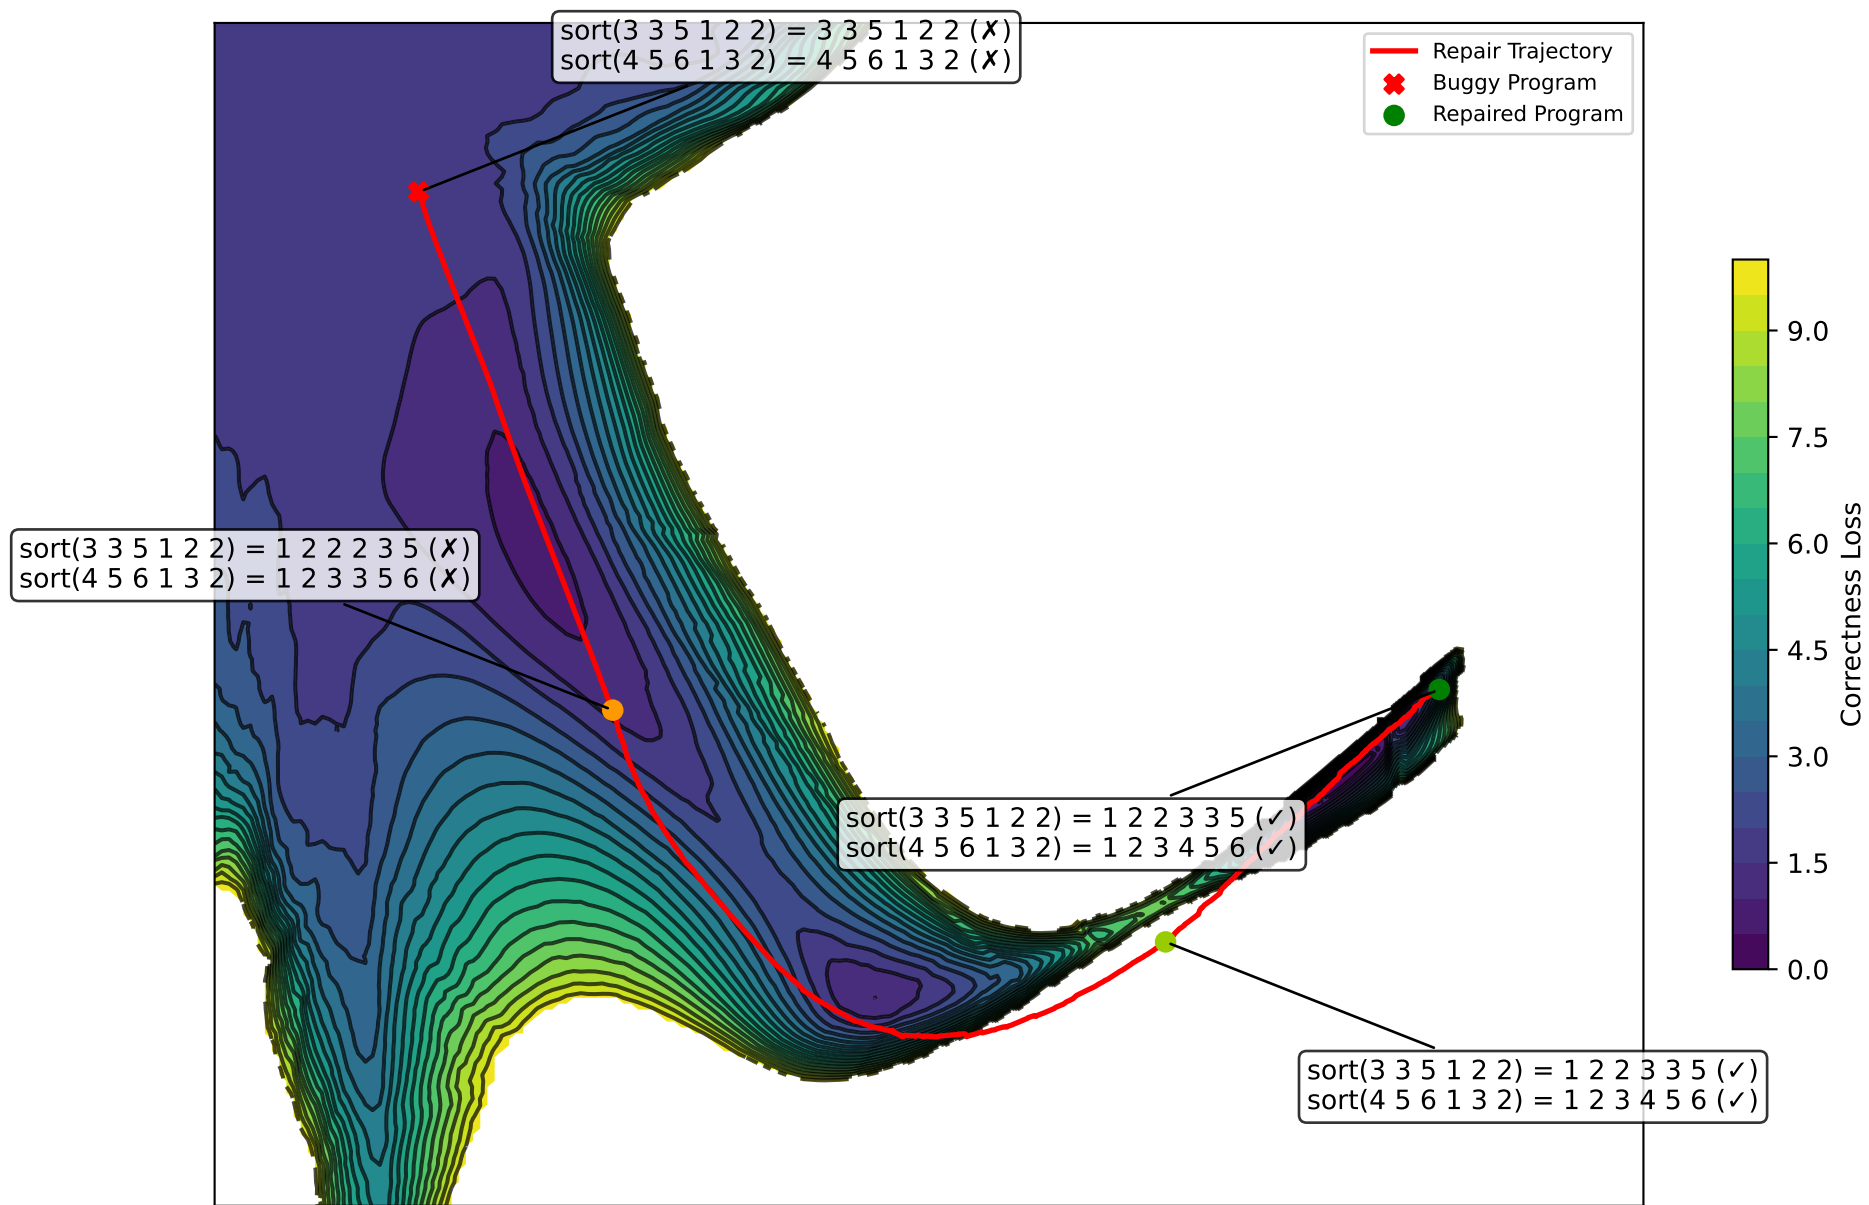 sort(3 3 5 1 2 2) = 3 3 5 1 2 2 (✗)
sort(4 5 6 1 3 2) = 4 5 6 1 3 2 (✗)
Repair Trajectory
Buggy Program
Repaired Program
sort(3 3 5 1 2 2) = 1 2 2 2 3 5 (✗)
sort(4 5 6 1 3 2) = 1 2 3 3 5 6 (✗)
sort(3 3 5 1 2 2) = 1 2 2 3 3 5 (✓)
sort(4 5 6 1 3 2) = 1 2 3 4 5 6 (✓)
sort(3 3 5 1 2 2) = 1 2 2 3 3 5 (✓)
sort(4 5 6 1 3 2) = 1 2 3 4 5 6 (✓)
9.0
7.5
6.0
4.5
3.0
1.5
0.0
Correctness Loss